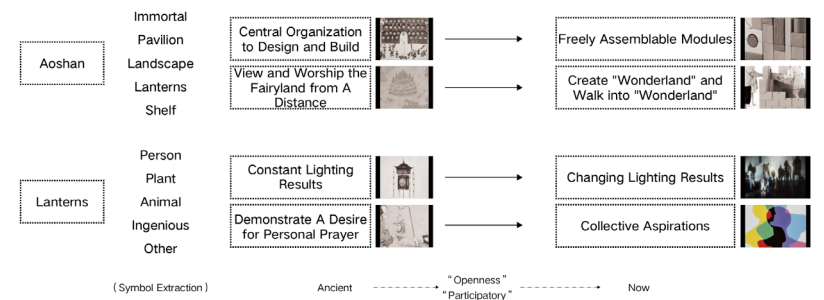 Immortal
Pavilion
Landscape
Lanterns
Shelf
Aoshan
Central Organization
to Design and Build
Freely Assemblable Modules
View and Worship the
Fairyland from A
Distance
Create "Wonderland" and
Walk into "Wonderland"
Person
Plant
Animal
Ingenious
Other
Lanterns
Constant Lighting
Results
Changing Lighting Results
Demonstrate A Desire
for Personal Prayer
Collective Aspirations
(Symbol Extraction)
Ancient
"Openness"
"Participatory"
Now